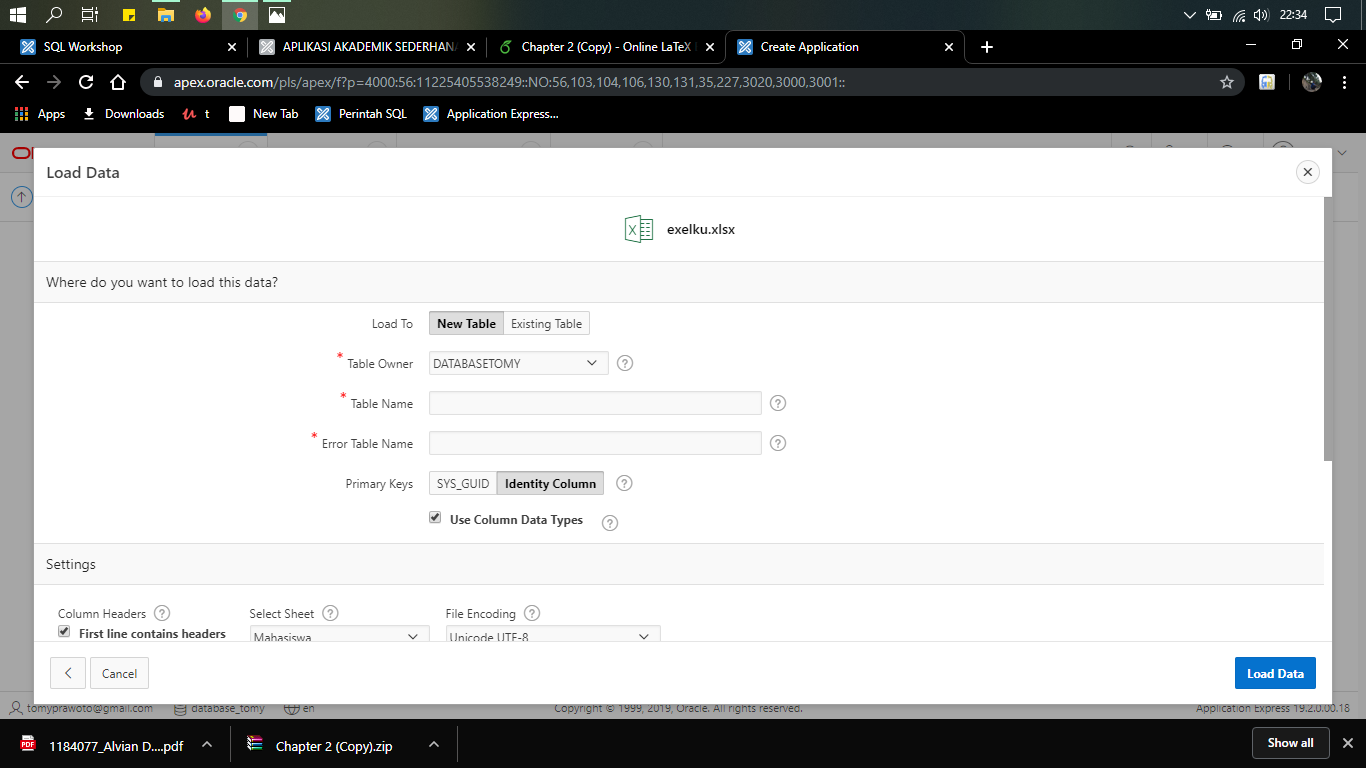 22:34
SQL Workshop
APLIKASI AKADEMIK SEDERHAN
Chapter 2 (Copy) - Online LaTeX
Create Application
apex.oracle.com/pls/apex/f?p=4000:56:11225405538249::NO:56,103,104,106,130,131,35,227,3020,3000,3001::
Apps
Downloads
t
New Tab
Perintah SQL
Application Express...
Load Data
exelku.xlsx
Where do you want to load this data?
Load To
New Table
Existing Table
* Table Owner
DATABASETOMY
?
* Table Name
?
* Error Table Name
?
Primary Keys
SYS_GUID
Identity Column
?
Use Column Data Types
?
Settings
Column Headers ?
Select Sheet ?
File Encoding ?
First line contains headers
Mahasiswa
Unicode UTF-8
Cancel
Load Data
tomyprawoto@gmail.com
database_tomy
en
Copyright © 1999, 2019, Oracle. All rights reserved.
Application Express 19.2.0.00.18
PDF
1184077_Alvian D....pdf
Chapter 2 (Copy).zip
Show all